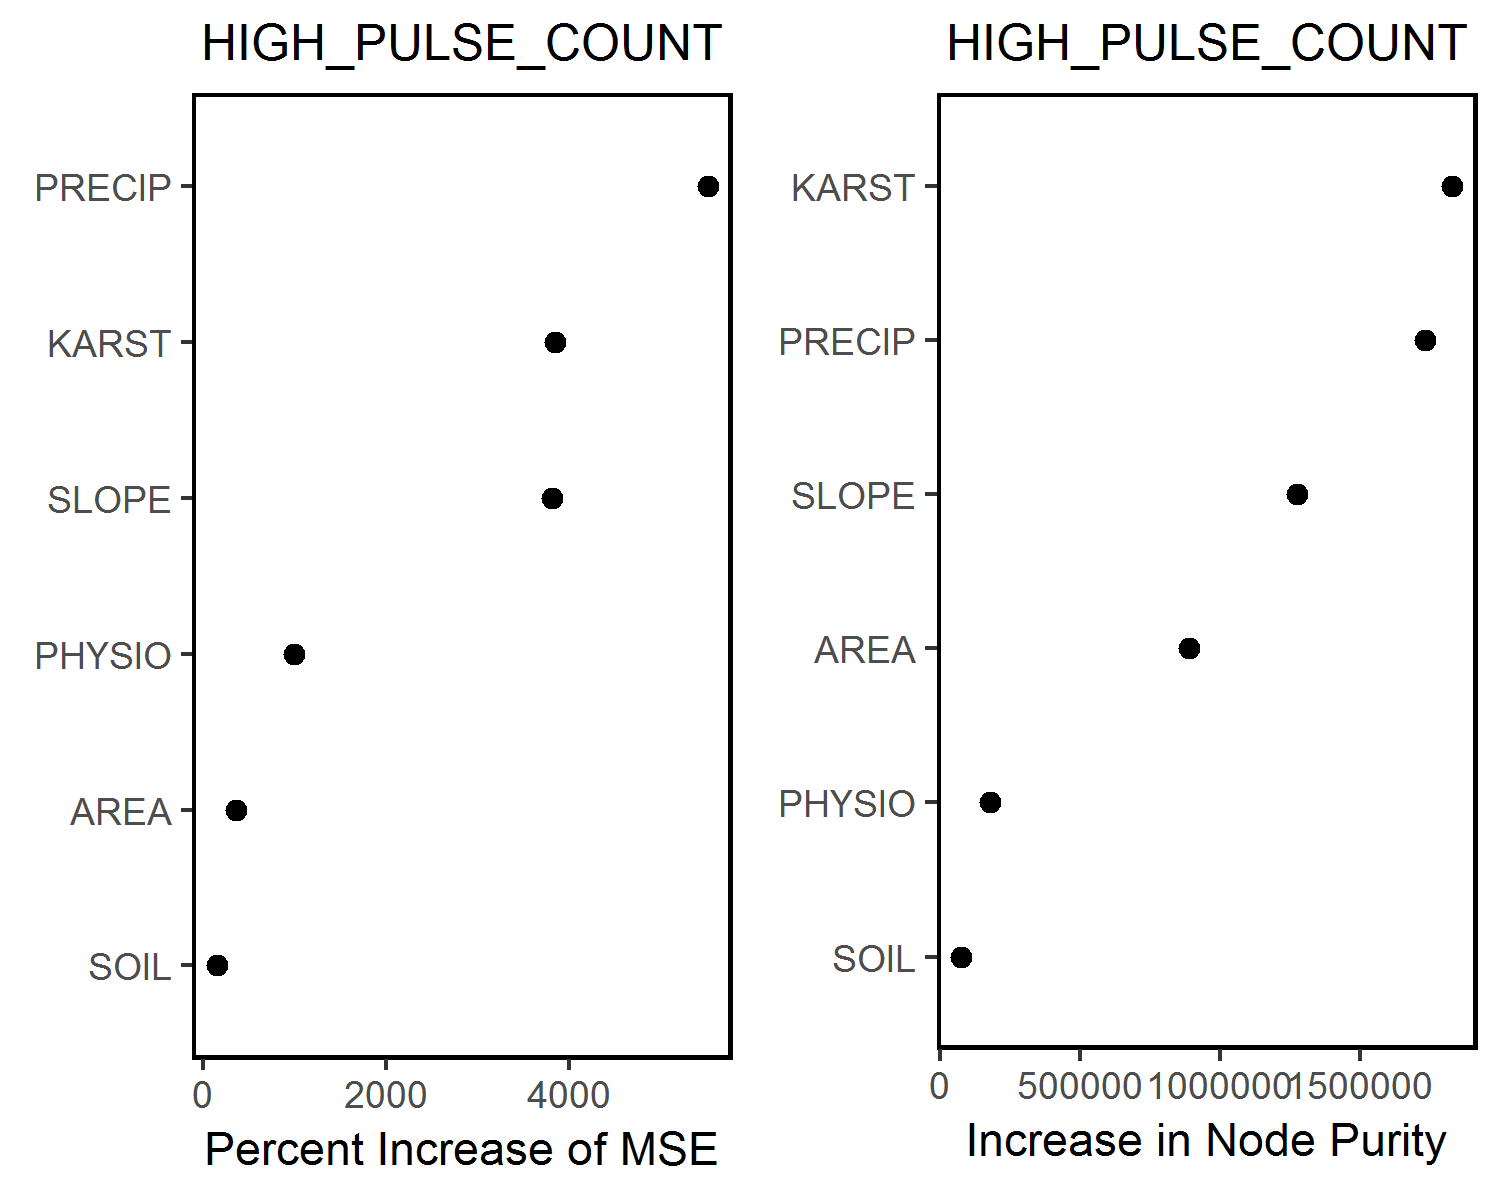 HIGH_PULSE_COUNT
PRECIP
KARST
SLOPE
PHYSIO
AREA
SOIL
0 2000 4000
Percent Increase of MSE
HIGH_PULSE_COUNT
KARST
PRECIP
SLOPE
AREA
PHYSIO
SOIL
0 500000 1000000 1500000
Increase in Node Purity